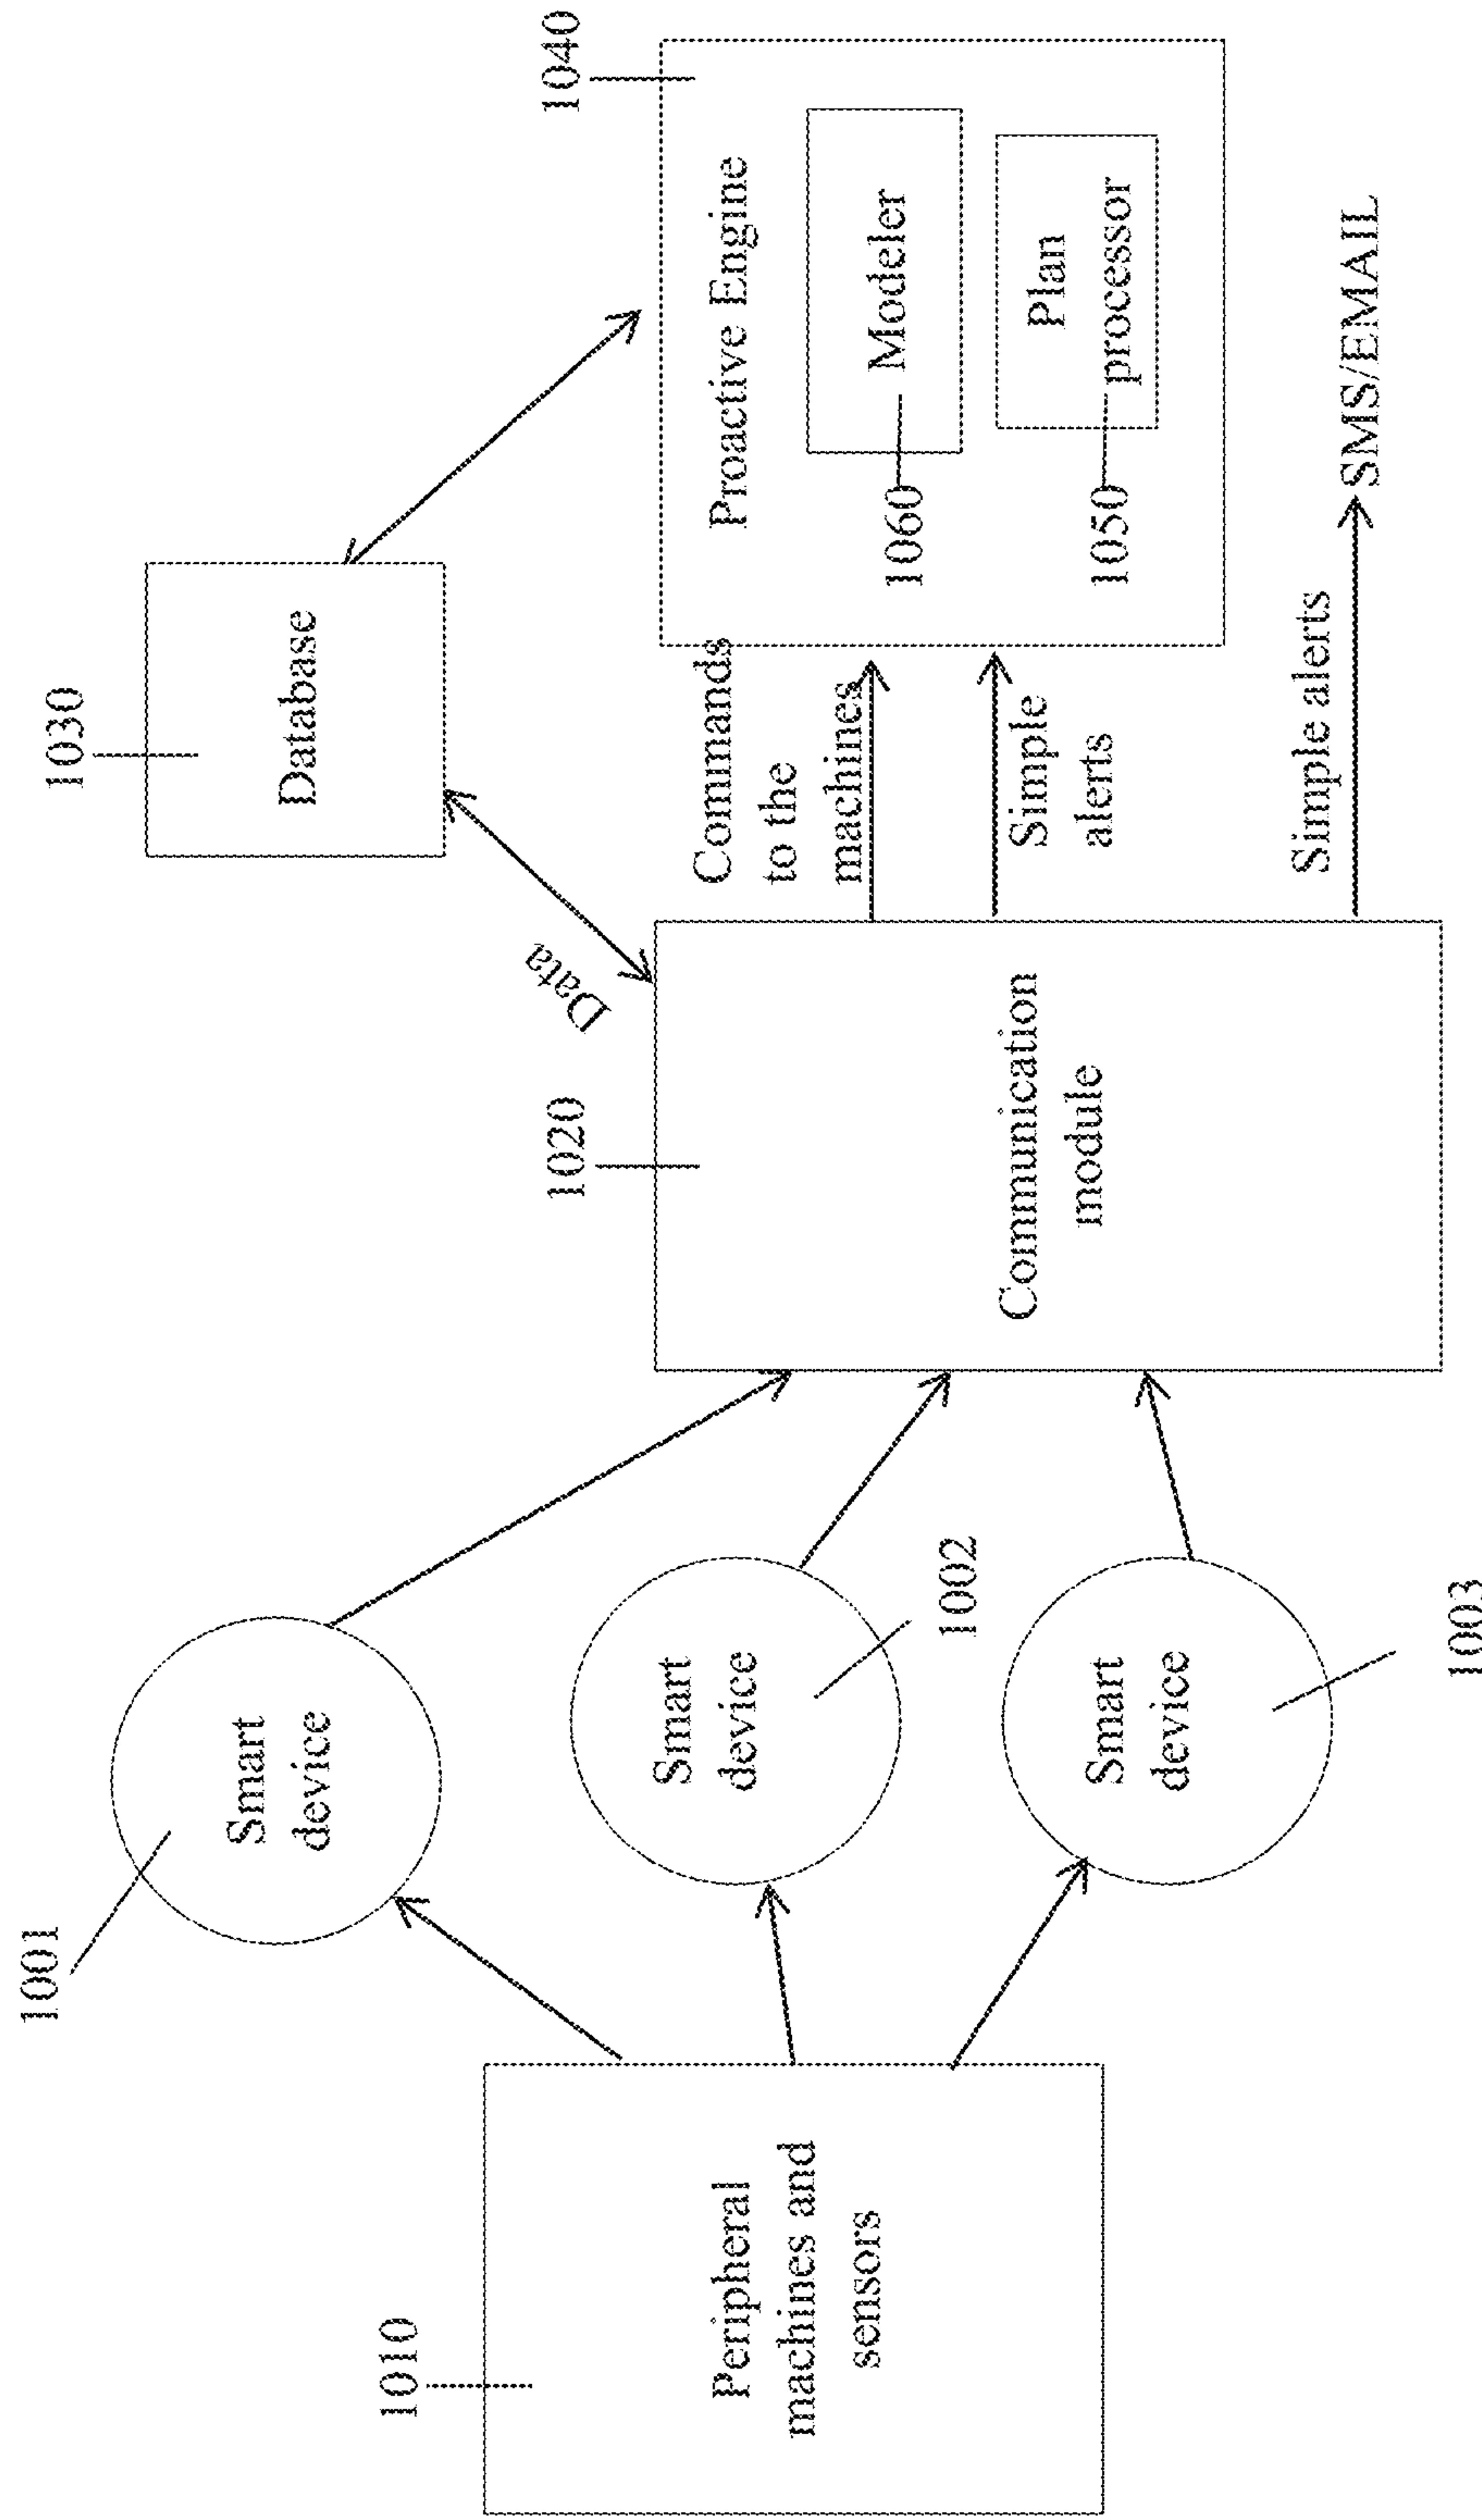 1001
1030
1010
1020
1040
Smart
device
Database
Data
Peripheral
machines and
sensors
Smart
device
1002
Communication
module
Commands
to the
machines
Simple
alerts
Proactive Engine
Modeler
1060
Plan
processor
1050
Smart
device
1003
Simple alerts
SMS/EMAIL